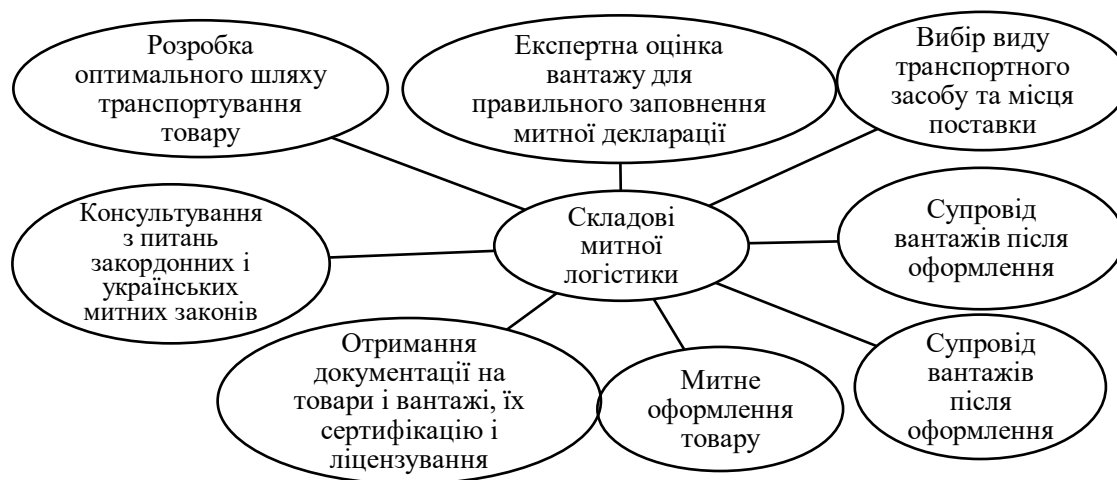 Розробка
оптимального шляху
транспортування
товару
Експертна оцінка
вантажу для
правильного заповнення
митної декларації
Вибір виду
транспортного
засобу та місця
поставки
Консультування
з питань
закордонних і
українських
митних законів
Складові
митної
логістики
Супровід
вантажів після
оформлення
Отримання
документації на
товари і вантажі, їх
сертифікацію і
ліцензування
Митне
оформлення
товару
Супровід
вантажів
після
оформлення